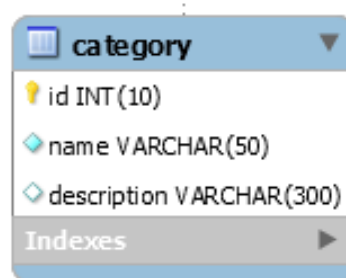 category
id INT(10)
name VARCHAR(50)
description VARCHAR(300)
Indexes